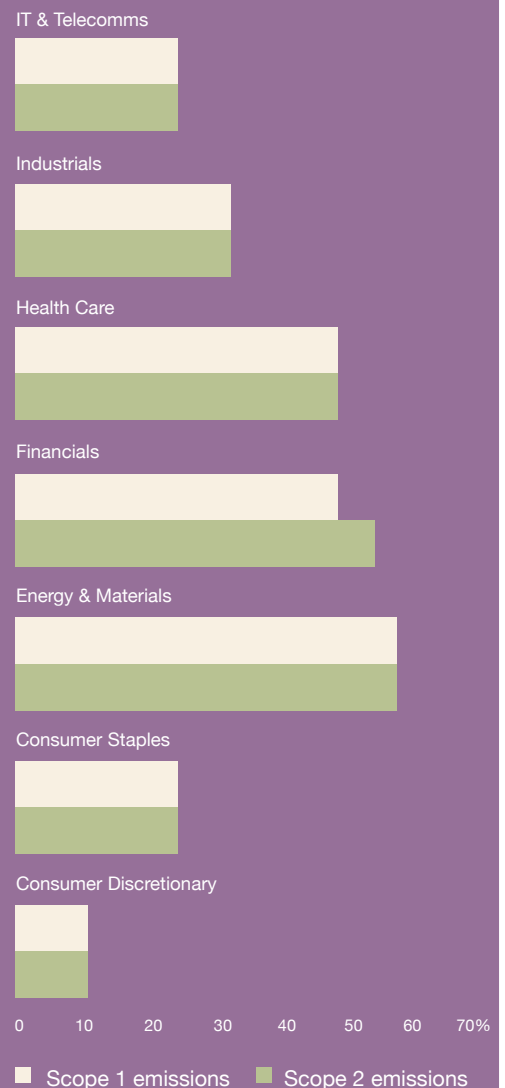 IT & Telecomms
Industrials
Health Care
Financials
Energy & Materials
Consumer Staples
Consumer Discretionary
0 10 20 30 40 50 60 70%
Scope 1 emissions Scope 2 emissions